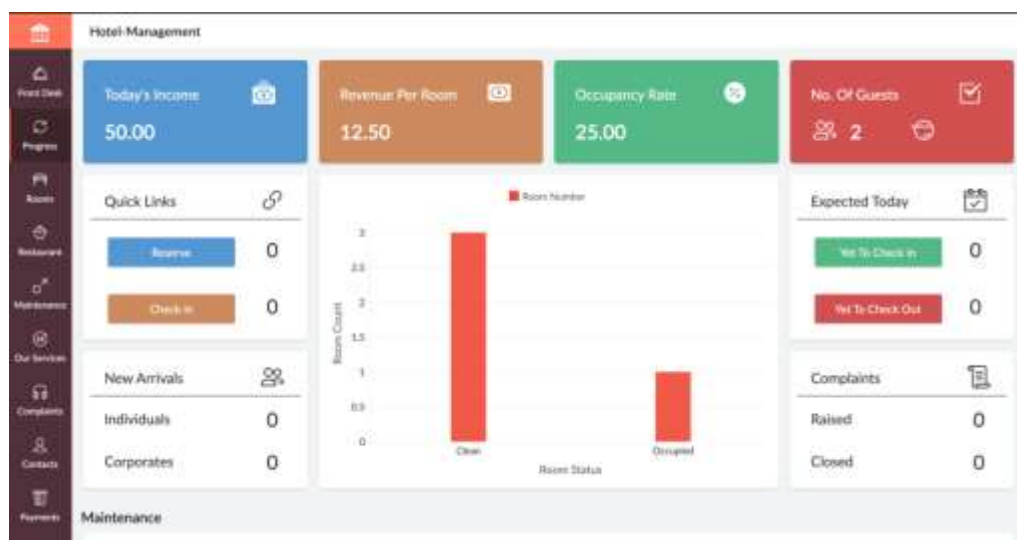 Hotel-Management
Front Desk
Progress
Rooms
Restaurant
Maintenance
Our Services
Complaints
Contacts
Payments
Today's Income
50.00
Revenue Per Room
12.50
Occupancy Rate
25.00
No. Of Guests
2
Quick Links
Reserve 0
Check In 0
New Arrivals
Individuals 0
Corporates 0
Room Number
Room Count
3
2.5
2
1.5
1
0.5
0
Clean Occupied
Room Status
Expected Today
Yet To Check In 0
Yet To Check Out 0
Complaints
Raised 0
Closed 0
Maintenance